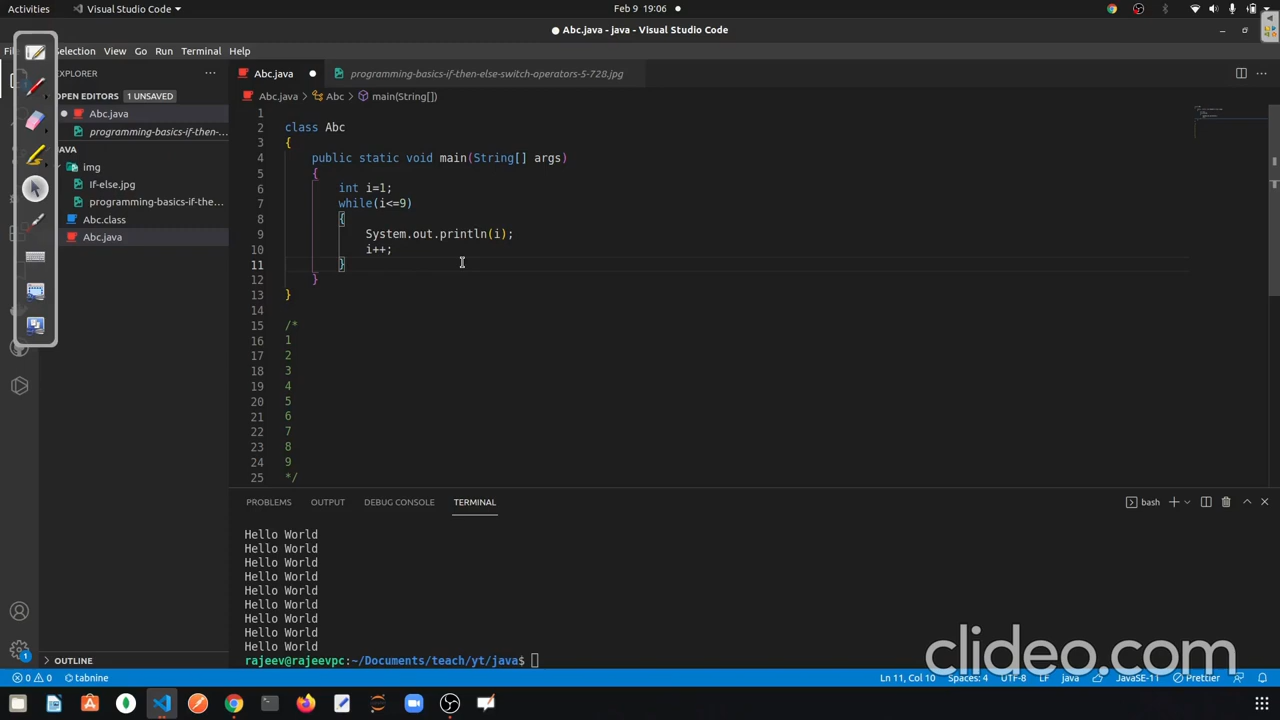 Activities Visual Studio Code Feb 9 19:06
Abc.java - java - Visual Studio Code
Selection View Go Run Terminal Help
EXPLORER Abc.java programming-basics-if-then-else-switch-operators-5-728.jpg
OPEN EDITORS 1 UNSAVED Abc.java Abc main(String[])
Abc.java
programming-basics-if-then-...
JAVA
img
If-else.jpg
programming-basics-if-the...
Abc.class
Abc.java
1
2 class Abc
3 {
4 public static void main(String[] args)
5 {
6 int i=1;
7 while(i<=9)
8 {
9 System.out.println(i);
10 i++;
11 }
12 }
13 }
14
15 /*
16 1
17 2
18 3
19 4
20 5
21 6
22 7
23 8
24 9
25 */
PROBLEMS OUTPUT DEBUG CONSOLE TERMINAL bash
Hello World
Hello World
Hello World
Hello World
Hello World
Hello World
Hello World
Hello World
Hello World
rajeev@rajeevpc:~/Documents/teach/yt/java$
OUTLINE
clideo.com
0 0 tabnine Ln 11, Col 10 Spaces: 4 UTF-8 LF java JavaSE-11 Prettier